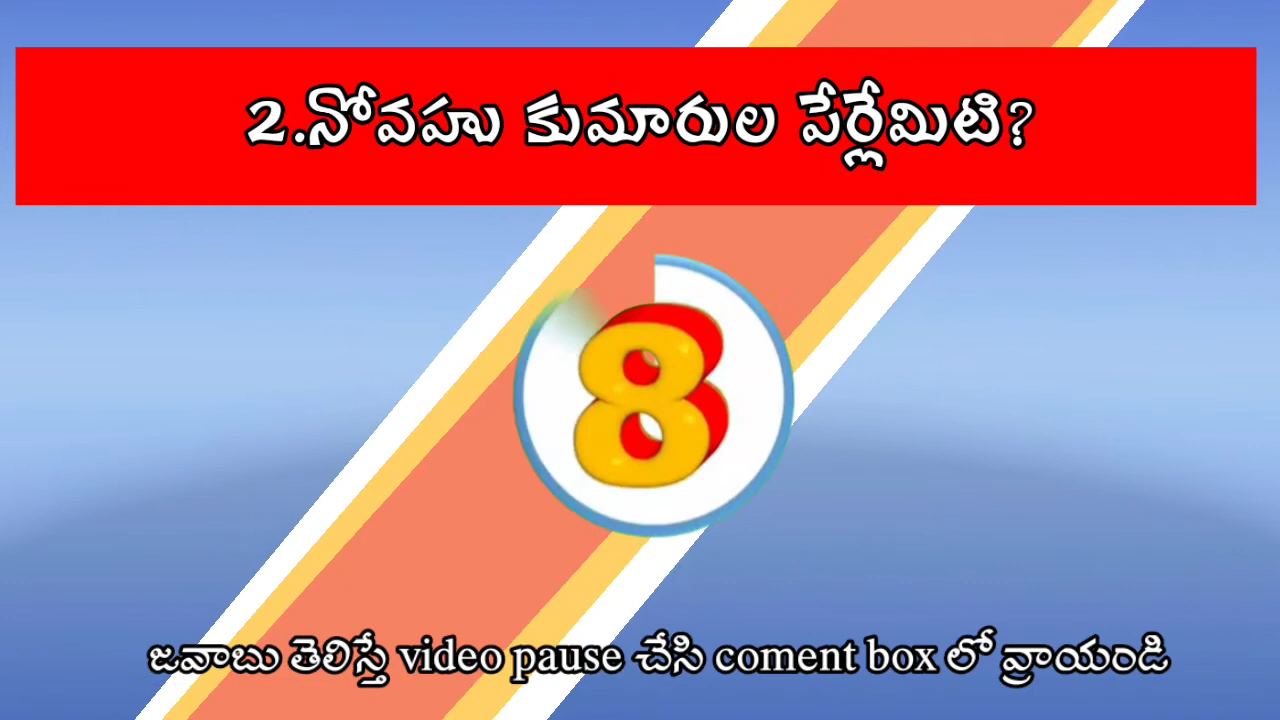 2.నోవహు కుమారుల పేర్లేమిటి?
8
జవాబు తెలిస్తే video pause చేసి coment box లో వ్రాయండి